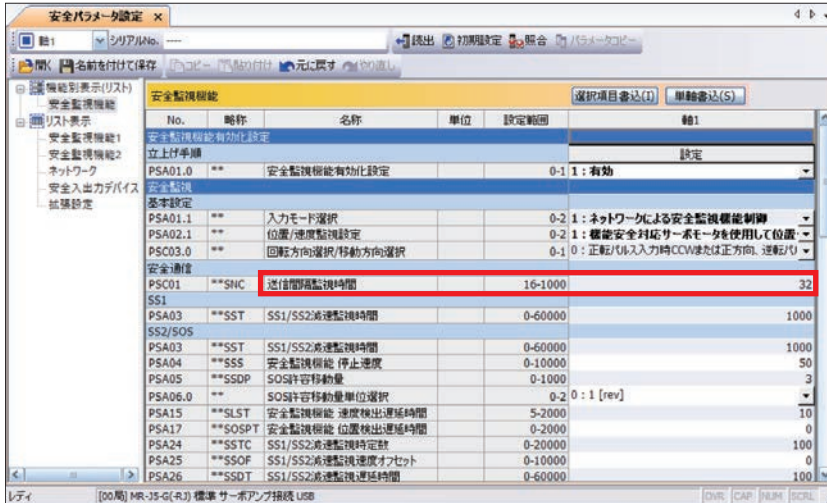 安全パラメータ設定 ×
軸1 シリアルNo. ---- 読出 初期設定 照合 パラメータコピー
開く 名前を付けて保存 コピー 貼り付け 元に戻す やり直し
機能別表示(リスト)
安全監視機能
リスト表示
安全監視機能1
安全監視機能2
ネットワーク
安全入出力デバイス
拡張設定
安全監視機能 選択項目書込(I) 単軸書込(S)
No. 略称 名称 単位 設定範囲 軸1
安全監視機能有効化設定
立上げ手順 設定
PSA01.0 ** 安全監視機能有効化設定 0-1 1：有効
安全監視
基本設定
PSA01.1 ** 入力モード選択 0-2 1：ネットワークによる安全監視機能制御
PSA02.1 ** 位置/速度監視設定 0-2 1：機能安全対応サーボモータを使用して位置・
PSC03.0 ** 回転方向選択/移動方向選択 0-1 0：正転パルス入力時CCWまたは正方向、逆転パ
安全通信
PSC01 **SNC 送信間隔監視時間 16-1000 32
SS1
PSA03 **SST SS1/SS2減速監視時間 0-60000 1000
SS2/SOS
PSA03 **SST SS1/SS2減速監視時間 0-60000 1000
PSA04 **SSS 安全監視機能 停止速度 0-10000 50
PSA05 **SSDP SOS許容移動量 0-1000 3
PSA06.0 ** SOS許容移動量単位選択 0-2 0：1 [rev]
PSA15 **SLST 安全監視機能 速度検出遅延時間 5-2000 10
PSA17 **SOSPT 安全監視機能 位置検出遅延時間 0-2000 0
PSA24 **SSTC SS1/SS2減速監視時定数 0-20000 100
PSA25 **SSOF SS1/SS2減速監視速度オフセット 0-10000 0
PSA26 **SSDT SS1/SS2減速監視遅延時間 0-60000 100
レディ [00局] MR-J5-G(-RJ) 標準 サーボアンプ接続 USB OVR CAP NUM SCRL